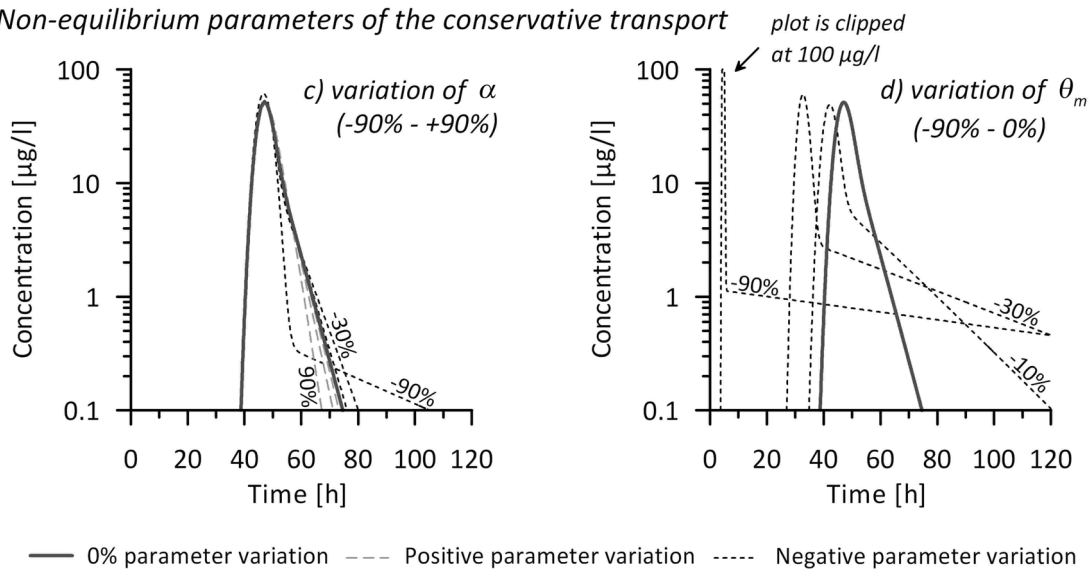 Non-equilibrium parameters of the conservative transport
plot is clipped
at 100 µg/l
c) variation of α
(-90% - +90%)
Concentration [µg/l]
100
10
1
0.1
-30%
90%
-90%
0 20 40 60 80 100 120
Time [h]
d) variation of θm
(-90% - 0%)
Concentration [µg/l]
100
10
1
0.1
-90%
-30%
-10%
0 20 40 60 80 100 120
Time [h]
0% parameter variation Positive parameter variation Negative parameter variation